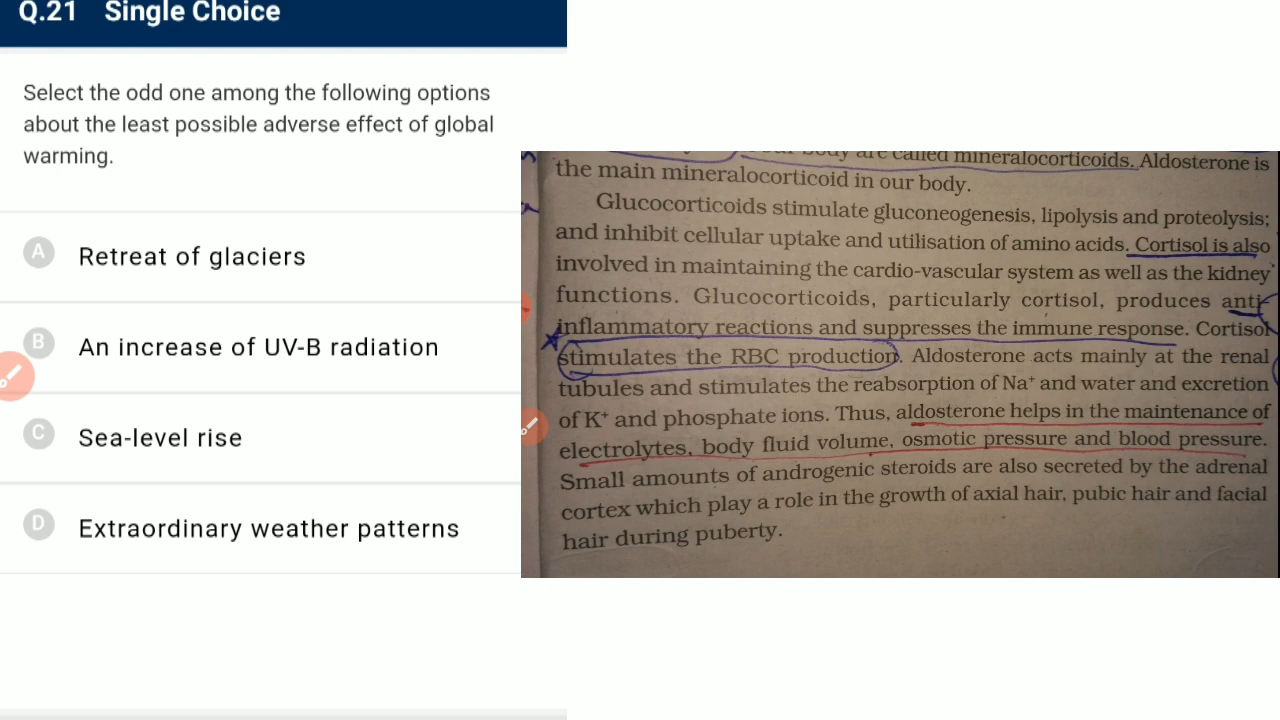 Q.21 Single Choice
Select the odd one among the following options
about the least possible adverse effect of global
warming.
A Retreat of glaciers
B An increase of UV-B radiation
C Sea-level rise
D Extraordinary weather patterns
body are called mineralocorticoids. Aldosterone is
the main mineralocorticoid in our body.
Glucocorticoids stimulate gluconeogenesis, lipolysis and proteolysis;
and inhibit cellular uptake and utilisation of amino acids. Cortisol is also
involved in maintaining the cardio-vascular system as well as the kidney
functions. Glucocorticoids, particularly cortisol, produces anti-
inflammatory reactions and suppresses the immune response. Cortisol
stimulates the RBC production. Aldosterone acts mainly at the renal
tubules and stimulates the reabsorption of Na⁺ and water and excretion
of K⁺ and phosphate ions. Thus, aldosterone helps in the maintenance of
electrolytes, body fluid volume, osmotic pressure and blood pressure.
Small amounts of androgenic steroids are also secreted by the adrenal
cortex which play a role in the growth of axial hair, pubic hair and facial
hair during puberty.